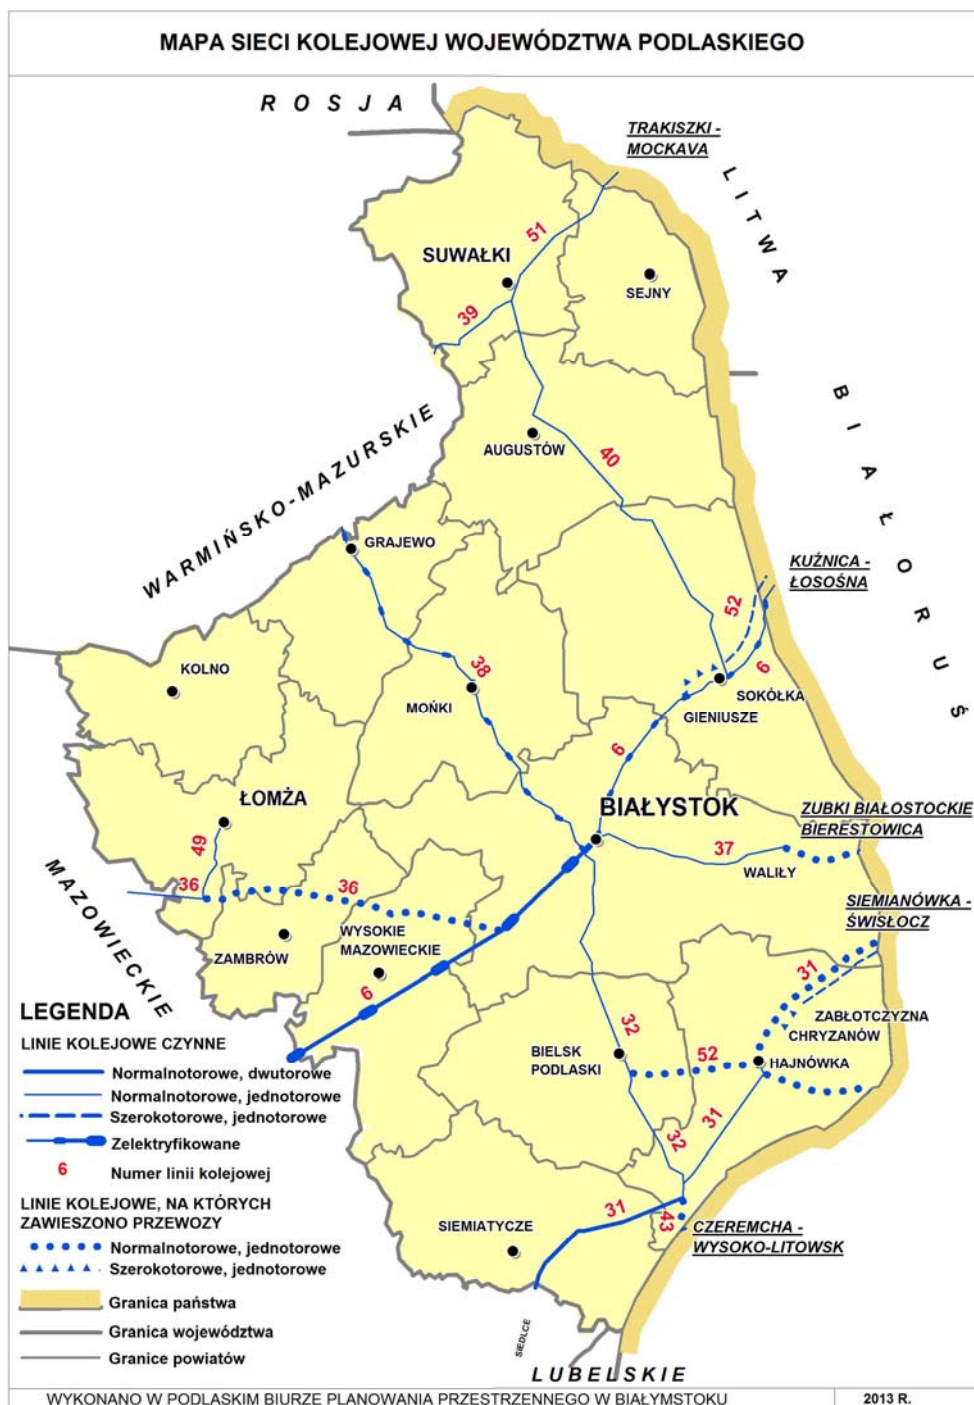 MAPA SIECI KOLEJOWEJ WOJEWÓDZTWA PODLASKIEGO
ROSJA
TRAKISZKI -
MOCKAVA
LITWA
51
SUWAŁKI
SEJNY
39
BIAŁORUŚ
WARMIŃSKO-MAZURSKIE
AUGUSTÓW
40
GRAJEWO
KUŹNICA -
ŁOSOŚNA
52
KOLNO
38
6
MOŃKI
SOKÓŁKA
GIENIUSZE
6
ŁOMŻA
BIAŁYSTOK
ZUBKI BIAŁOSTOCKIE
BIERESTOWICA
49
37
WALIŁY
MAZOWIECKIE
36
36
SIEMIANÓWKA -
ŚWISŁOCZ
WYSOKIE
MAZOWIECKIE
ZAMBRÓW
31
6
ZABŁOTCZYZNA
CHRYZANÓW
32
BIELSK
PODLASKI
52
HAJNÓWKA
31
32
31
43
SIEMIATYCZE
CZEREMCHA -
WYSOKO-LITOWSK
SIEDLCE
LUBELSKIE
LEGENDA
LINIE KOLEJOWE CZYNNE
Normalnotorowe, dwutorowe
Normalnotorowe, jednotorowe
Szerokotorowe, jednotorowe
Zelektryfikowane
6 Numer linii kolejowej
LINIE KOLEJOWE, NA KTÓRYCH
ZAWIESZONO PRZEWOZY
Normalnotorowe, jednotorowe
Szerokotorowe, jednotorowe
Granica państwa
Granica województwa
Granice powiatów
WYKONANO W PODLASKIM BIURZE PLANOWANIA PRZESTRZENNEGO W BIAŁYMSTOKU
2013 R.